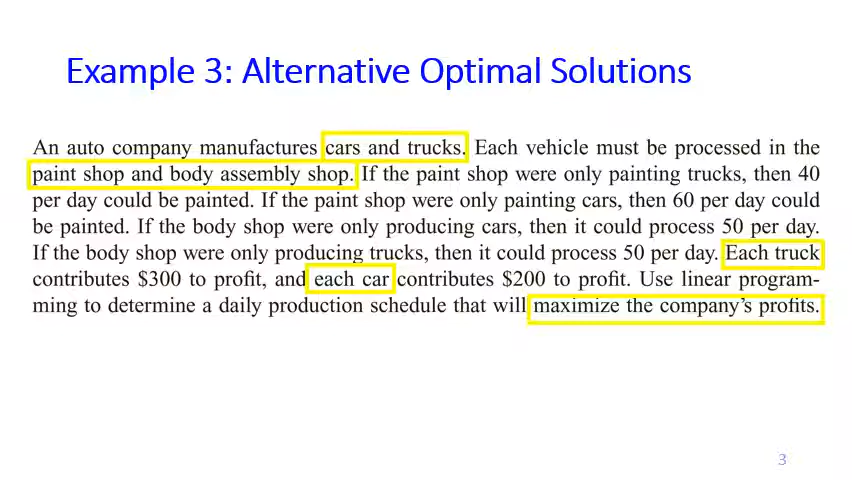 Example 3: Alternative Optimal Solutions
An auto company manufactures cars and trucks. Each vehicle must be processed in the
paint shop and body assembly shop. If the paint shop were only painting trucks, then 40
per day could be painted. If the paint shop were only painting cars, then 60 per day could
be painted. If the body shop were only producing cars, then it could process 50 per day.
If the body shop were only producing trucks, then it could process 50 per day. Each truck
contributes $300 to profit, and each car contributes $200 to profit. Use linear program-
ming to determine a daily production schedule that will maximize the company's profits.
3